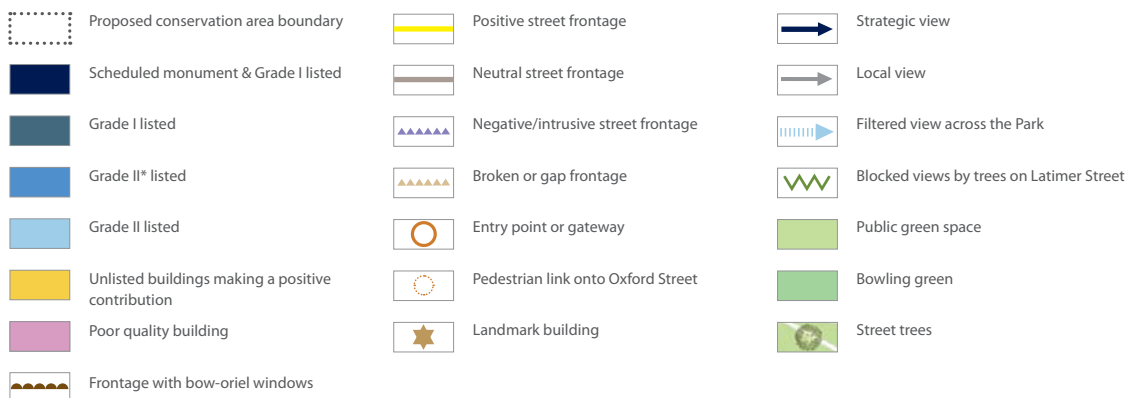 Proposed conservation area boundary
Scheduled monument & Grade I listed
Grade I listed
Grade II* listed
Grade II listed
Unlisted buildings making a positive
contribution
Poor quality building
Frontage with bow-oriel windows
Positive street frontage
Neutral street frontage
Negative/intrusive street frontage
Broken or gap frontage
Entry point or gateway
Pedestrian link onto Oxford Street
Landmark building
Strategic view
Local view
Filtered view across the Park
Blocked views by trees on Latimer Street
Public green space
Bowling green
Street trees